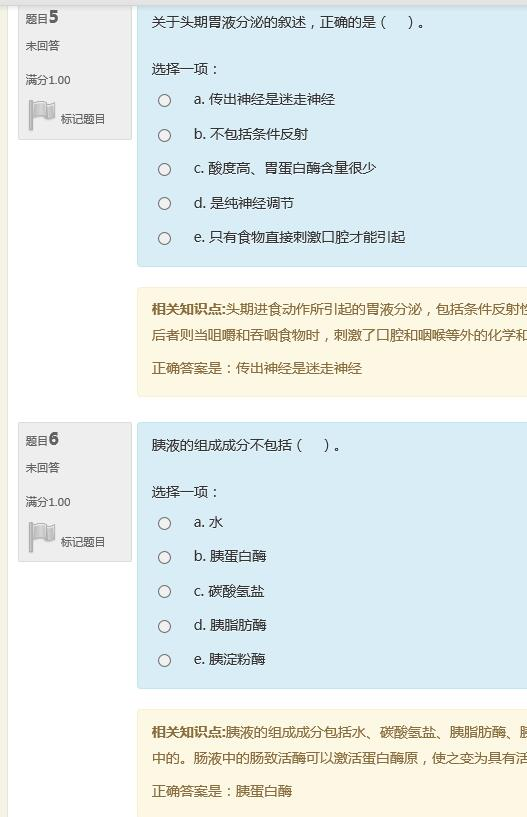 题目5
未回答
满分1.00
标记题目
关于头期胃液分泌的叙述，正确的是（　）。
选择一项：
a. 传出神经是迷走神经
b. 不包括条件反射
c. 酸度高、胃蛋白酶含量很少
d. 是纯神经调节
e. 只有食物直接刺激口腔才能引起
相关知识点:头期进食动作所引起的胃液分泌，包括条件反射性
后者则当咀嚼和吞咽食物时，刺激了口腔和咽喉等外的化学和
正确答案是：传出神经是迷走神经
题目6
未回答
满分1.00
标记题目
胰液的组成成分不包括（　）。
选择一项：
a. 水
b. 胰蛋白酶
c. 碳酸氢盐
d. 胰脂肪酶
e. 胰淀粉酶
相关知识点:胰液的组成成分包括水、碳酸氢盐、胰脂肪酶、胰
中的。肠液中的肠致活酶可以激活蛋白酶原，使之变为具有活
正确答案是：胰蛋白酶